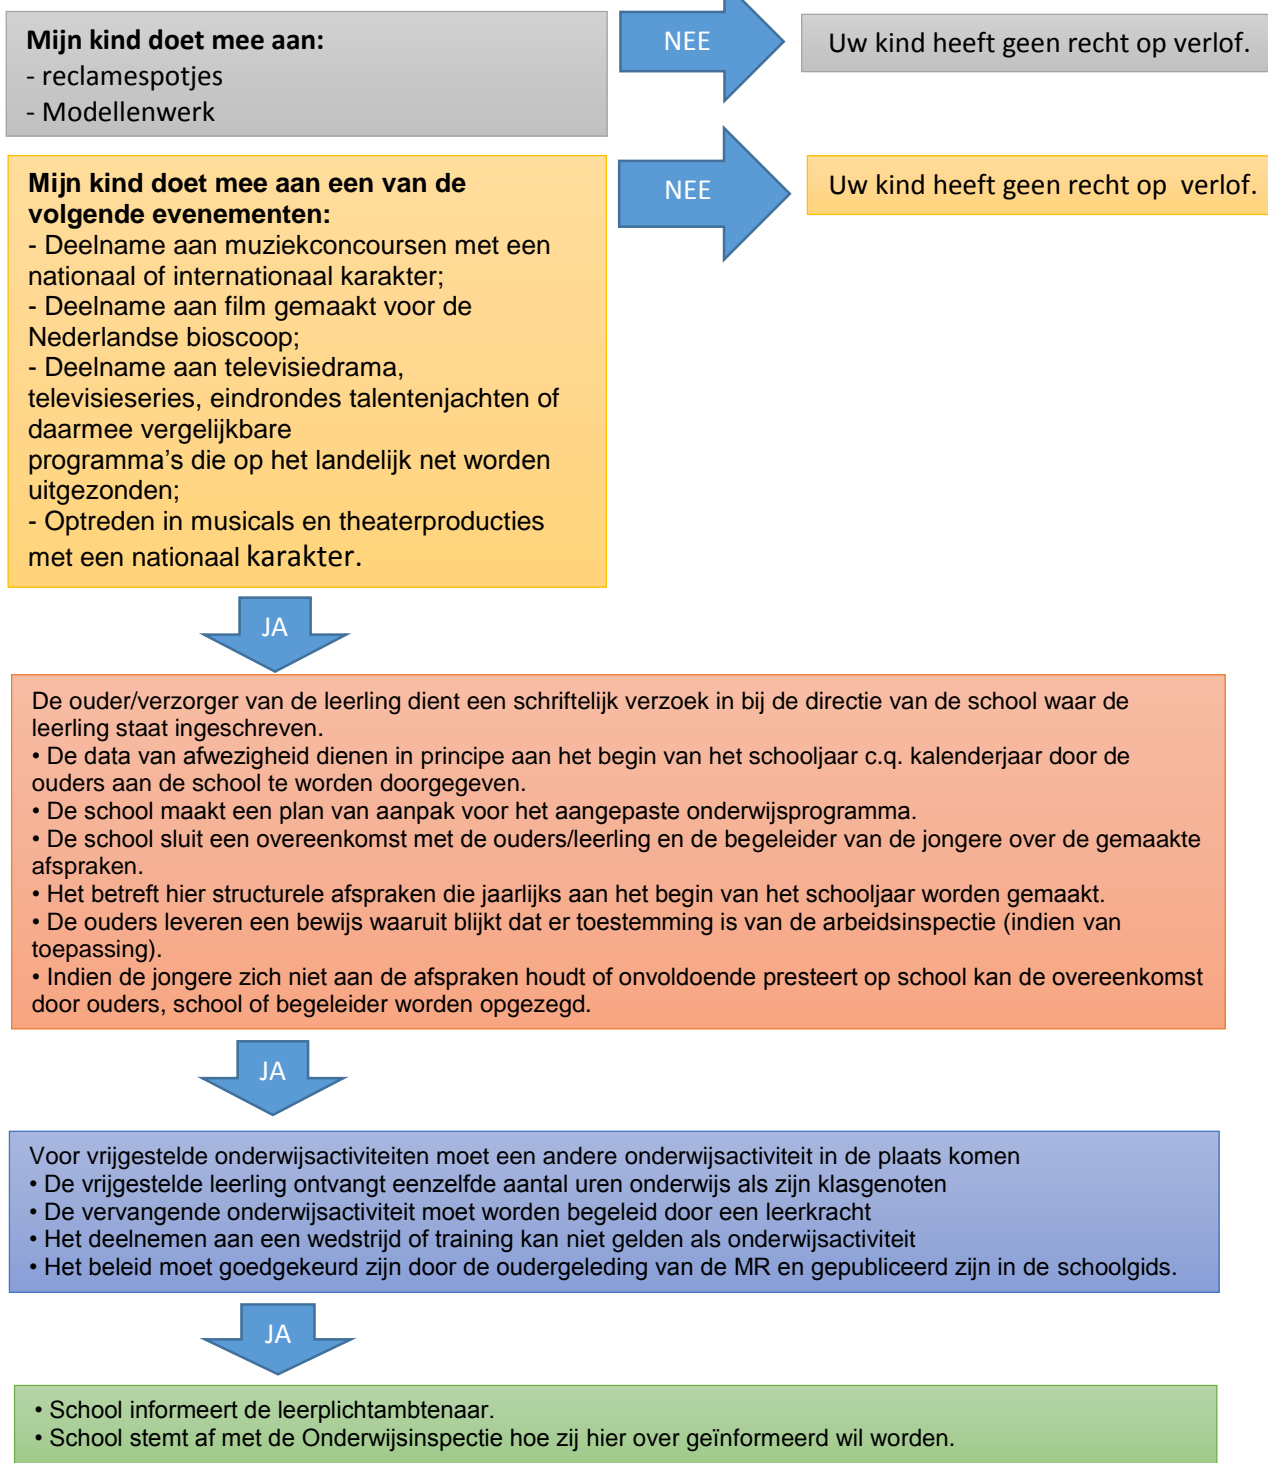 Mijn kind doet mee aan:
- reclamespotjes
- Modellenwerk
NEE
Uw kind heeft geen recht op verlof.
Mijn kind doet mee aan een van de
volgende evenementen:
- Deelname aan muziekconcoursen met een
nationaal of internationaal karakter;
- Deelname aan film gemaakt voor de
Nederlandse bioscoop;
- Deelname aan televisiedrama,
televisieseries, eindrondes talentenjachten of
daarmee vergelijkbare
programma's die op het landelijk net worden
uitgezonden;
- Optreden in musicals en theaterproducties
met een nationaal karakter.
NEE
Uw kind heeft geen recht op verlof.
JA
De ouder/verzorger van de leerling dient een schriftelijk verzoek in bij de directie van de school waar de
leerling staat ingeschreven.
• De data van afwezigheid dienen in principe aan het begin van het schooljaar c.q. kalenderjaar door de
ouders aan de school te worden doorgegeven.
• De school maakt een plan van aanpak voor het aangepaste onderwijsprogramma.
• De school sluit een overeenkomst met de ouders/leerling en de begeleider van de jongere over de gemaakte
afspraken.
• Het betreft hier structurele afspraken die jaarlijks aan het begin van het schooljaar worden gemaakt.
• De ouders leveren een bewijs waaruit blijkt dat er toestemming is van de arbeidsinspectie (indien van
toepassing).
• Indien de jongere zich niet aan de afspraken houdt of onvoldoende presteert op school kan de overeenkomst
door ouders, school of begeleider worden opgezegd.
JA
Voor vrijgestelde onderwijsactiviteiten moet een andere onderwijsactiviteit in de plaats komen
• De vrijgestelde leerling ontvangt eenzelfde aantal uren onderwijs als zijn klasgenoten
• De vervangende onderwijsactiviteit moet worden begeleid door een leerkracht
• Het deelnemen aan een wedstrijd of training kan niet gelden als onderwijsactiviteit
• Het beleid moet goedgekeurd zijn door de oudergeleding van de MR en gepubliceerd zijn in de schoolgids.
JA
• School informeert de leerplichtambtenaar.
• School stemt af met de Onderwijsinspectie hoe zij hier over geïnformeerd wil worden.